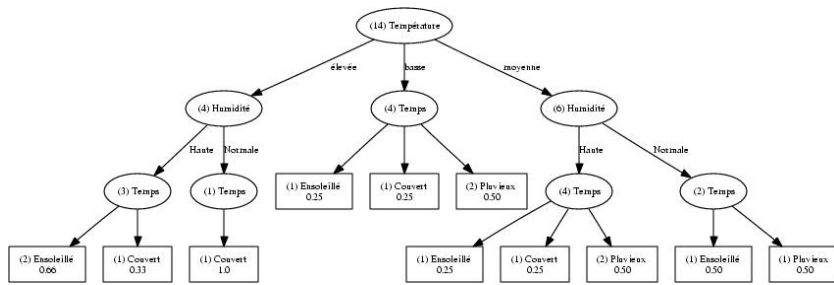 (14) Température
élevée
basse
moyenne
(4) Humidité
(4) Temps
(6) Humidité
Haute
Normale
Haute
Normale
(1) Ensoleillé
0.25
(1) Couvert
0.25
(2) Pluvieux
0.50
(3) Temps
(1) Temps
(4) Temps
(2) Temps
(2) Ensoleillé
0.66
(1) Couvert
0.33
(1) Couvert
1.0
(1) Ensoleillé
0.25
(1) Couvert
0.25
(2) Pluvieux
0.50
(1) Ensoleillé
0.50
(1) Pluvieux
0.50